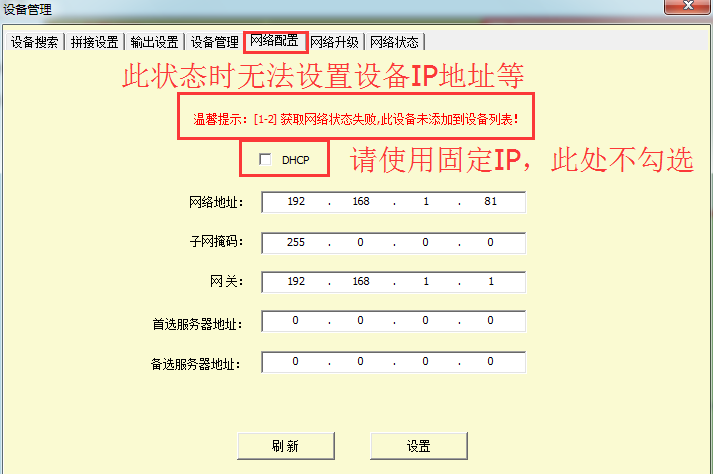 设备管理
设备搜索 拼接设置 输出设置 设备管理 网络配置 网络升级 网络状态
此状态时无法设置设备IP地址等
温馨提示：[1-2] 获取网络状态失败,此设备未添加到设备列表!
DHCP 请使用固定IP，此处不勾选
网络地址： 192 . 168 . 1 . 81
子网掩码： 255 . 0 . 0 . 0
网 关： 192 . 168 . 1 . 1
首选服务器地址： 0 . 0 . 0 . 0
备选服务器地址： 0 . 0 . 0 . 0
刷 新 设置